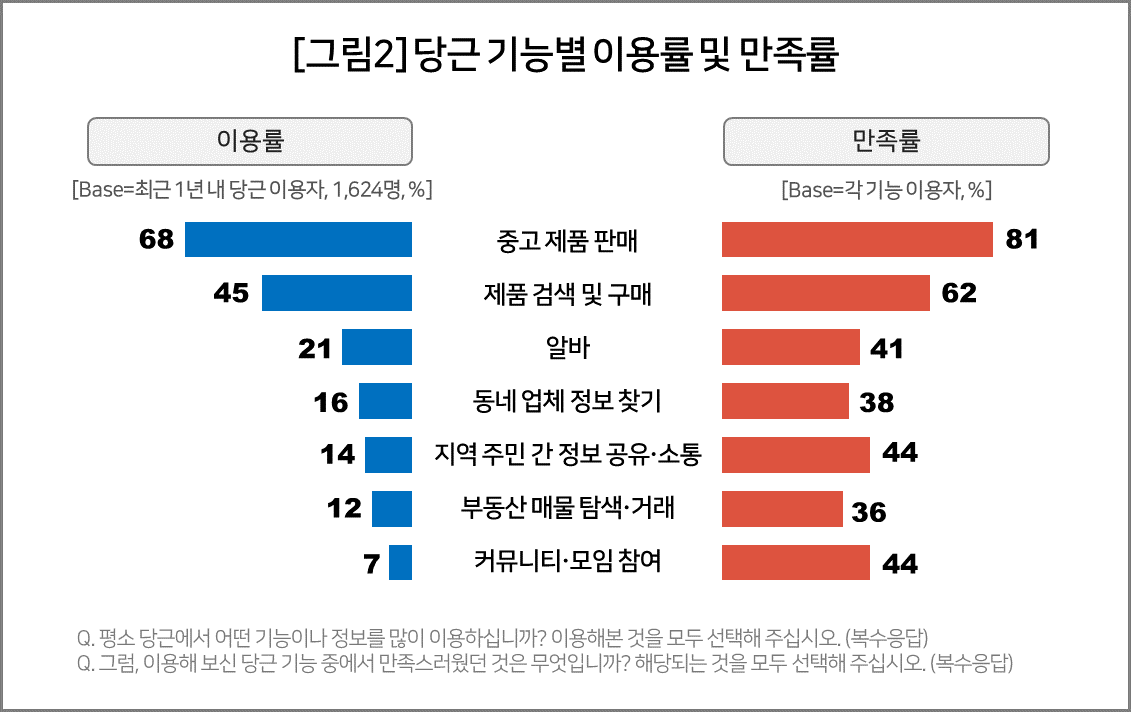 [그림2]당근 기능별 이용률 및 만족률
이용률 만족률
[Base=최근 1년 내 당근 이용자, 1,624명, %] [Base=각 기능 이용자, %]
68 중고 제품 판매 81
45 제품 검색 및 구매 62
21 알바 41
16 동네 업체 정보 찾기 38
14 지역 주민 간 정보 공유·소통 44
12 부동산 매물 탐색·거래 36
7 커뮤니티·모임 참여 44
Q. 평소 당근에서 어떤 기능이나 정보를 많이 이용하십니까? 이용해본 것을 모두 선택해 주십시오. (복수응답)
Q. 그럼, 이용해 보신 당근 기능 중에서 만족스러웠던 것은 무엇입니까? 해당되는 것을 모두 선택해 주십시오. (복수응답)